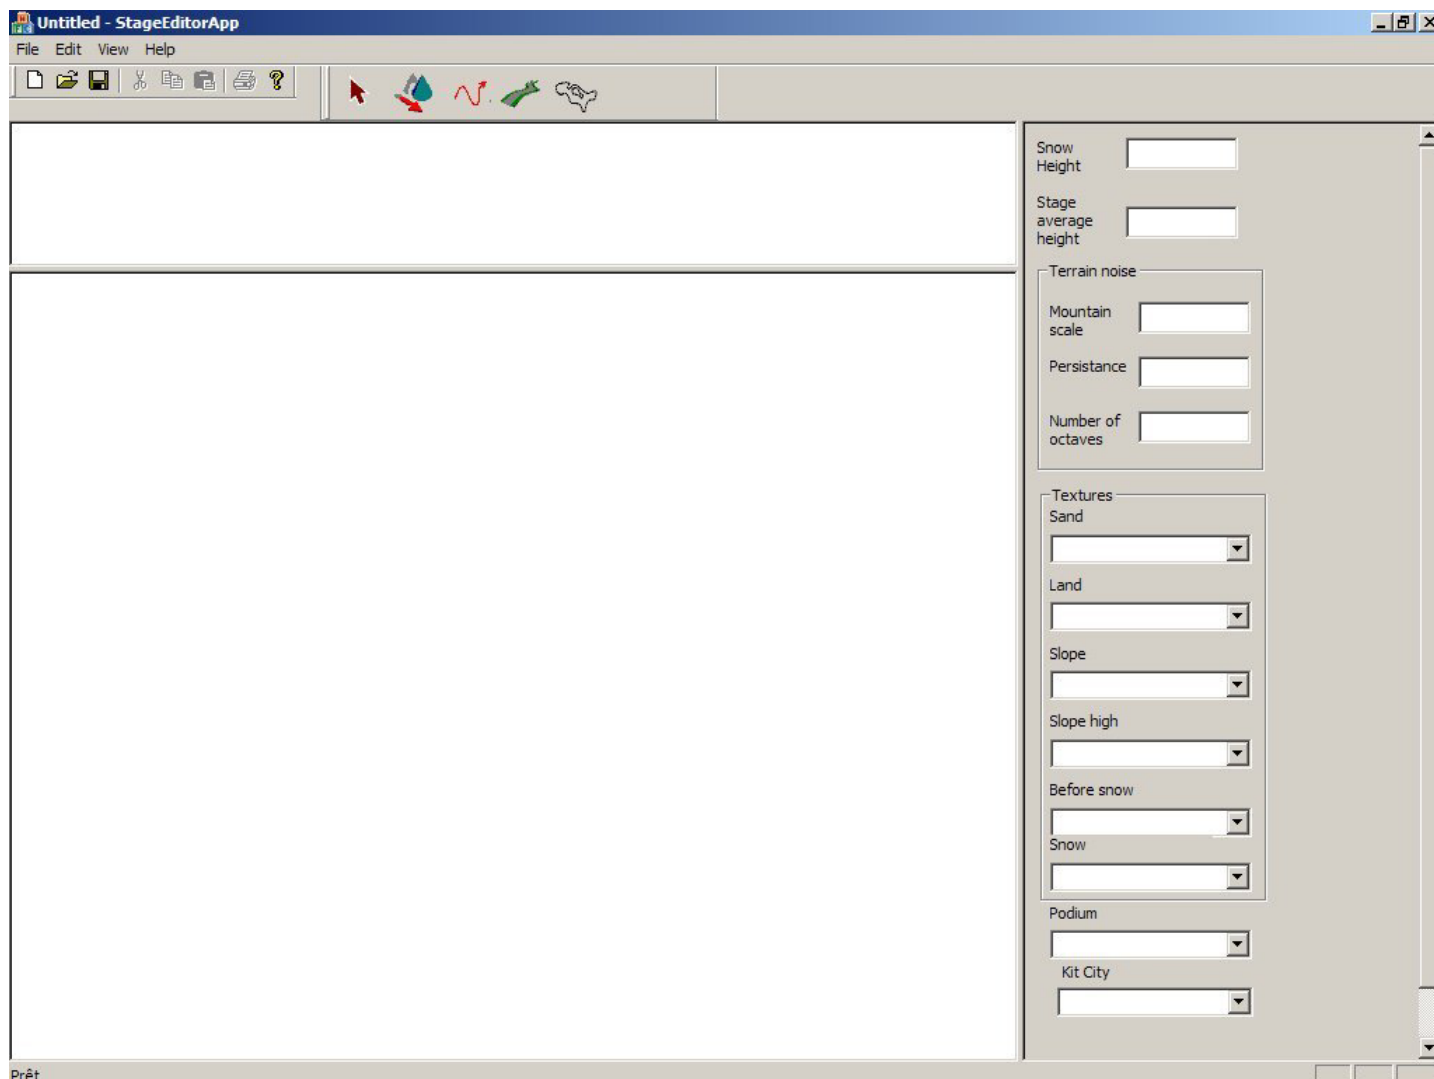 Untitled - StageEditorApp
File Edit View Help
Snow
Height
Stage
average
height
Terrain noise
Mountain
scale
Persistance
Number of
octaves
Textures
Sand
Land
Slope
Slope high
Before snow
Snow
Podium
Kit City
Prêt